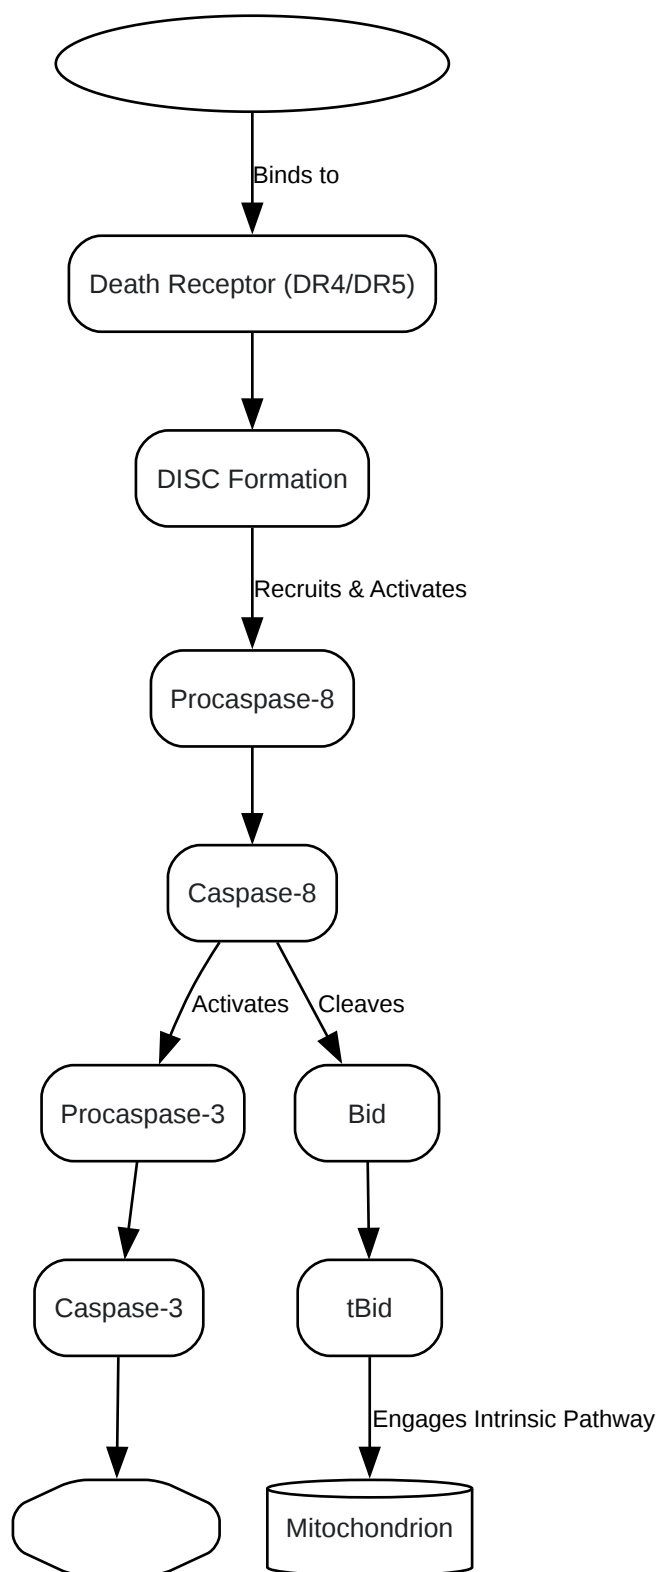 Binds to
Death Receptor (DR4/DR5)
DISC Formation
Recruits & Activates
Procaspase-8
Caspase-8
Activates
Cleaves
Procaspase-3
Bid
Caspase-3
tBid
Engages Intrinsic Pathway
Mitochondrion